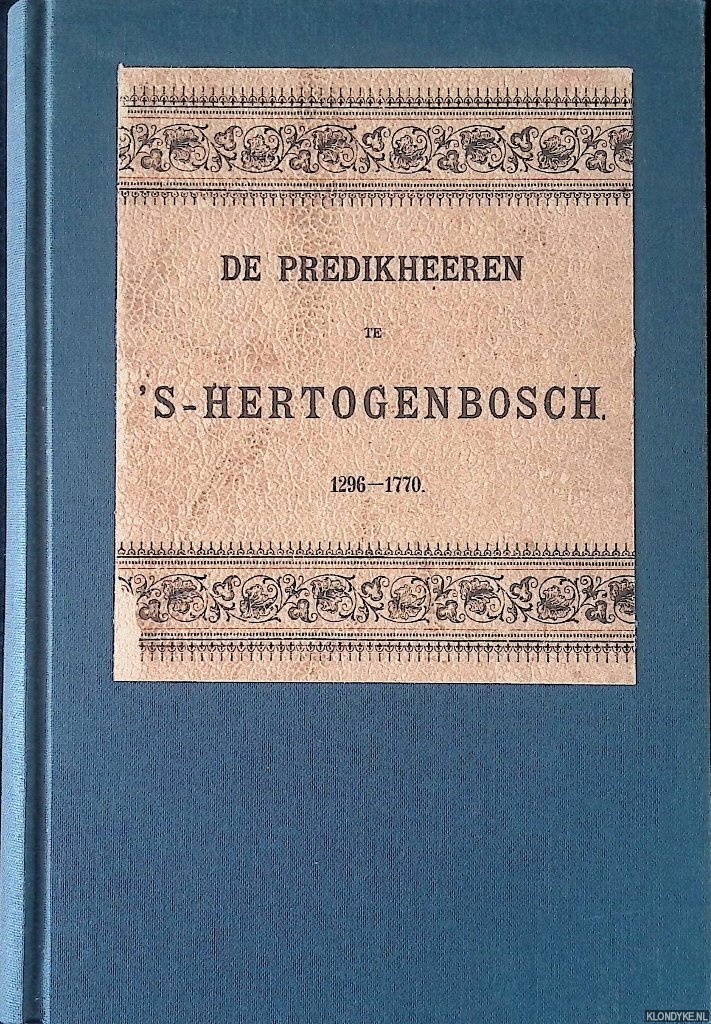 DE PREDIKHEEREN
TE
'S-HERTOGENBOSCH.
1296—1770.
KLONDYKE.NL